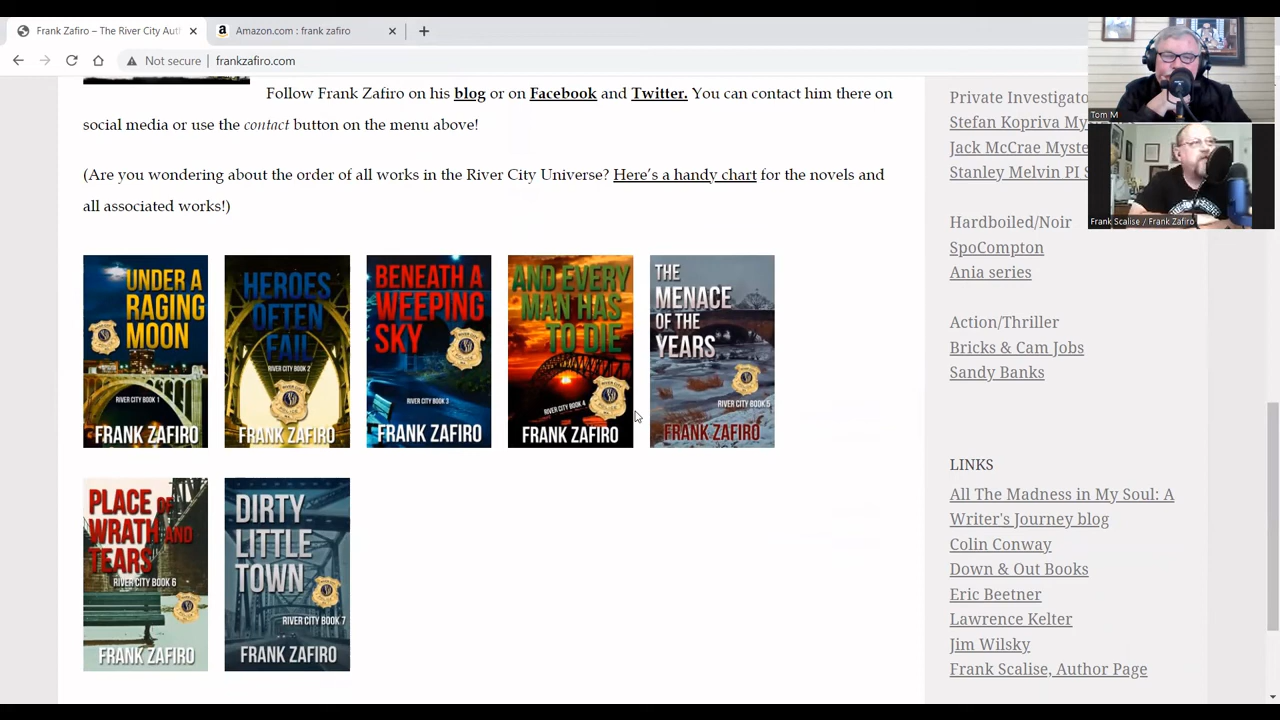 Frank Zafiro – The River City Aut
Amazon.com : frank zafiro
Not secure
frankzafiro.com
Follow Frank Zafiro on his blog or on Facebook and Twitter. You can contact him there on
social media or use the contact button on the menu above!
(Are you wondering about the order of all works in the River City Universe? Here's a handy chart for the novels and
all associated works!)
UNDER A
RAGING
MOON
RIVER CITY BOOK 1
FRANK ZAFIRO
HEROES
OFTEN
FAIL
RIVER CITY BOOK 2
FRANK ZAFIRO
BENEATH A
WEEPING
SKY
RIVER CITY BOOK 3
FRANK ZAFIRO
AND EVERY
MAN HAS
TO DIE
RIVER CITY BOOK 4
FRANK ZAFIRO
THE
MENACE
OF THE
YEARS
RIVER CITY BOOK 5
FRANK ZAFIRO
PLACE OF
WRATH AND
TEARS
RIVER CITY BOOK 6
FRANK ZAFIRO
DIRTY
LITTLE
TOWN
RIVER CITY BOOK 7
FRANK ZAFIRO
Tom M
Frank Scalise / Frank Zafiro
Private Investigato
Stefan Kopriva My
Jack McCrae Myste
Stanley Melvin PI S
Hardboiled/Noir
SpoCompton
Ania series
Action/Thriller
Bricks & Cam Jobs
Sandy Banks
LINKS
All The Madness in My Soul: A
Writer's Journey blog
Colin Conway
Down & Out Books
Eric Beetner
Lawrence Kelter
Jim Wilsky
Frank Scalise, Author Page